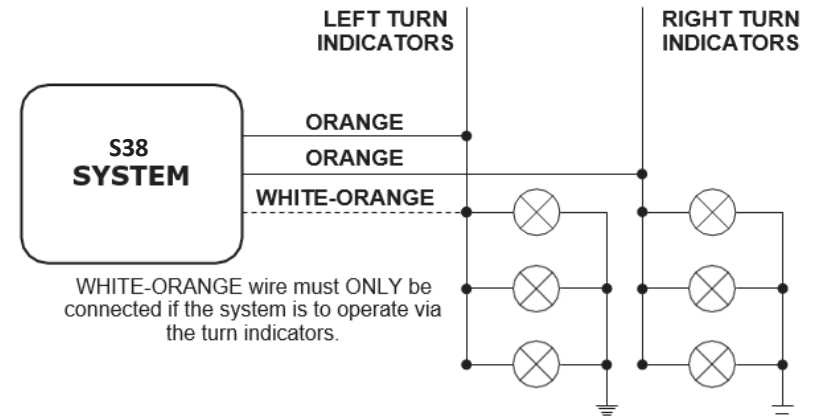 LEFT TURN
INDICATORS
RIGHT TURN
INDICATORS
S38
SYSTEM
ORANGE
ORANGE
WHITE-ORANGE
WHITE-ORANGE wire must ONLY be
connected if the system is to operate via
the turn indicators.